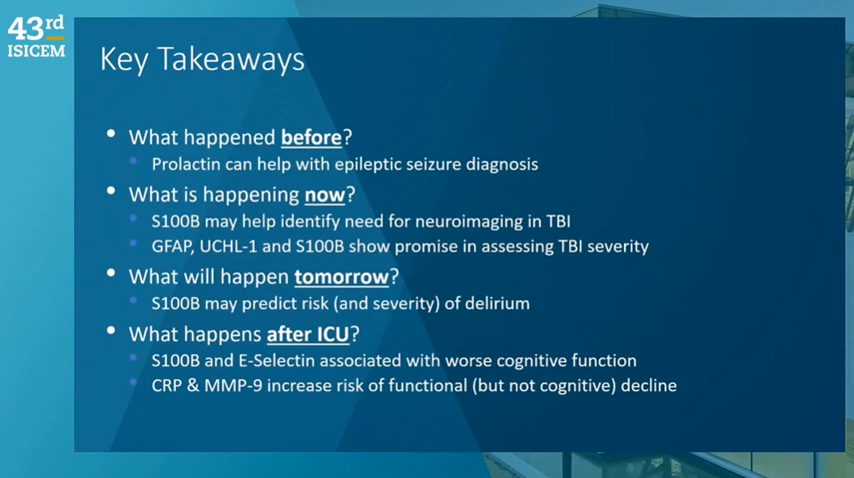 43rd
ISICEM
Key Takeaways
• What happened before?
• Prolactin can help with epileptic seizure diagnosis
• What is happening now?
• S100B may help identify need for neuroimaging in TBI
• GFAP, UCHL-1 and S100B show promise in assessing TBI severity
• What will happen tomorrow?
• S100B may predict risk (and severity) of delirium
• What happens after ICU?
• S100B and E-Selectin associated with worse cognitive function
• CRP & MMP-9 increase risk of functional (but not cognitive) decline